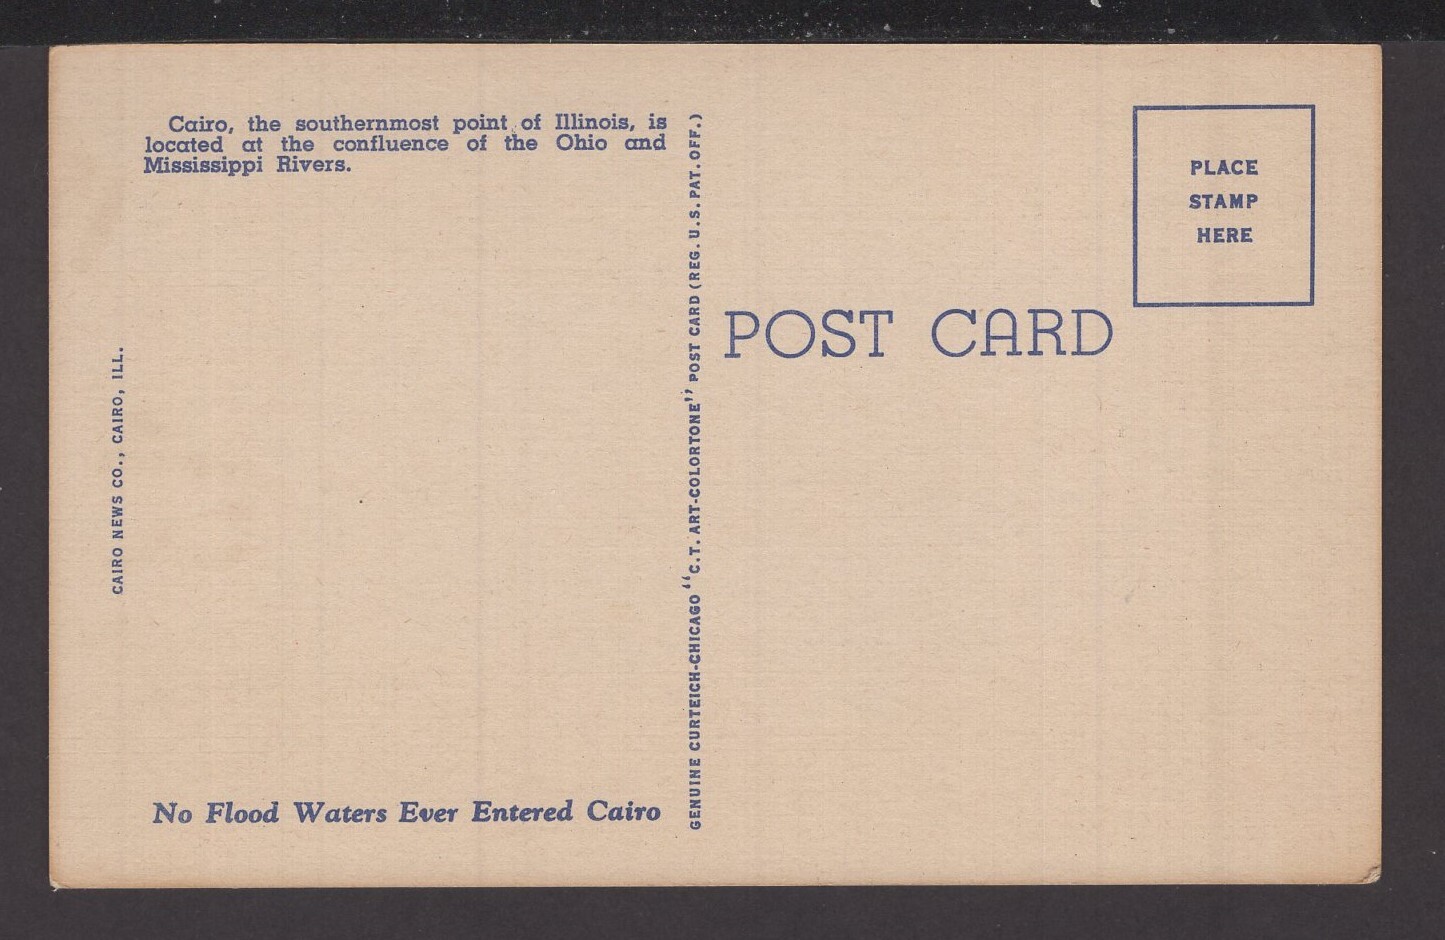 Cairo, the southernmost point of Illinois, is
located at the confluence of the Ohio and
Mississippi Rivers.
CAIRO NEWS CO., CAIRO, ILL.
No Flood Waters Ever Entered Cairo
GENUINE CURTEICH-CHICAGO "C.T. ART-COLORTONE" POST CARD (REG. U.S. PAT. OFF.)
POST CARD
PLACE
STAMP
HERE